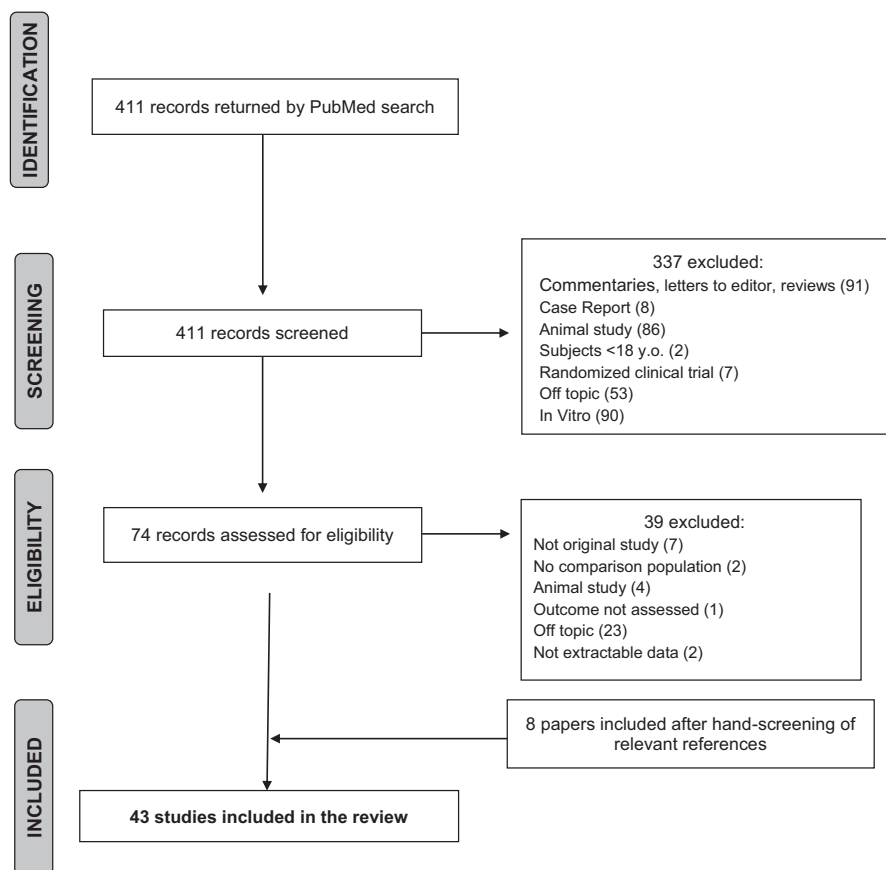 IDENTIFICATION
411 records returned by PubMed search
SCREENING
411 records screened
337 excluded:
Commentaries, letters to editor, reviews (91)
Case Report (8)
Animal study (86)
Subjects <18 y.o. (2)
Randomized clinical trial (7)
Off topic (53)
In Vitro (90)
ELIGIBILITY
74 records assessed for eligibility
39 excluded:
Not original study (7)
No comparison population (2)
Animal study (4)
Outcome not assessed (1)
Off topic (23)
Not extractable data (2)
INCLUDED
8 papers included after hand-screening of
relevant references
43 studies included in the review